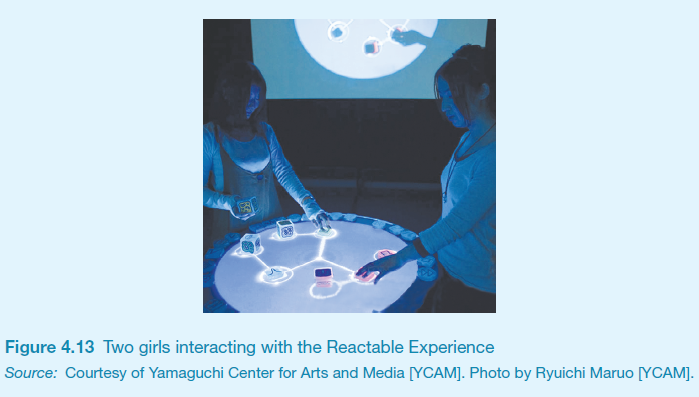 Figure 4.13 Two girls interacting with the Reactable Experience
Source: Courtesy of Yamaguchi Center for Arts and Media [YCAM]. Photo by Ryuichi Maruo [YCAM].